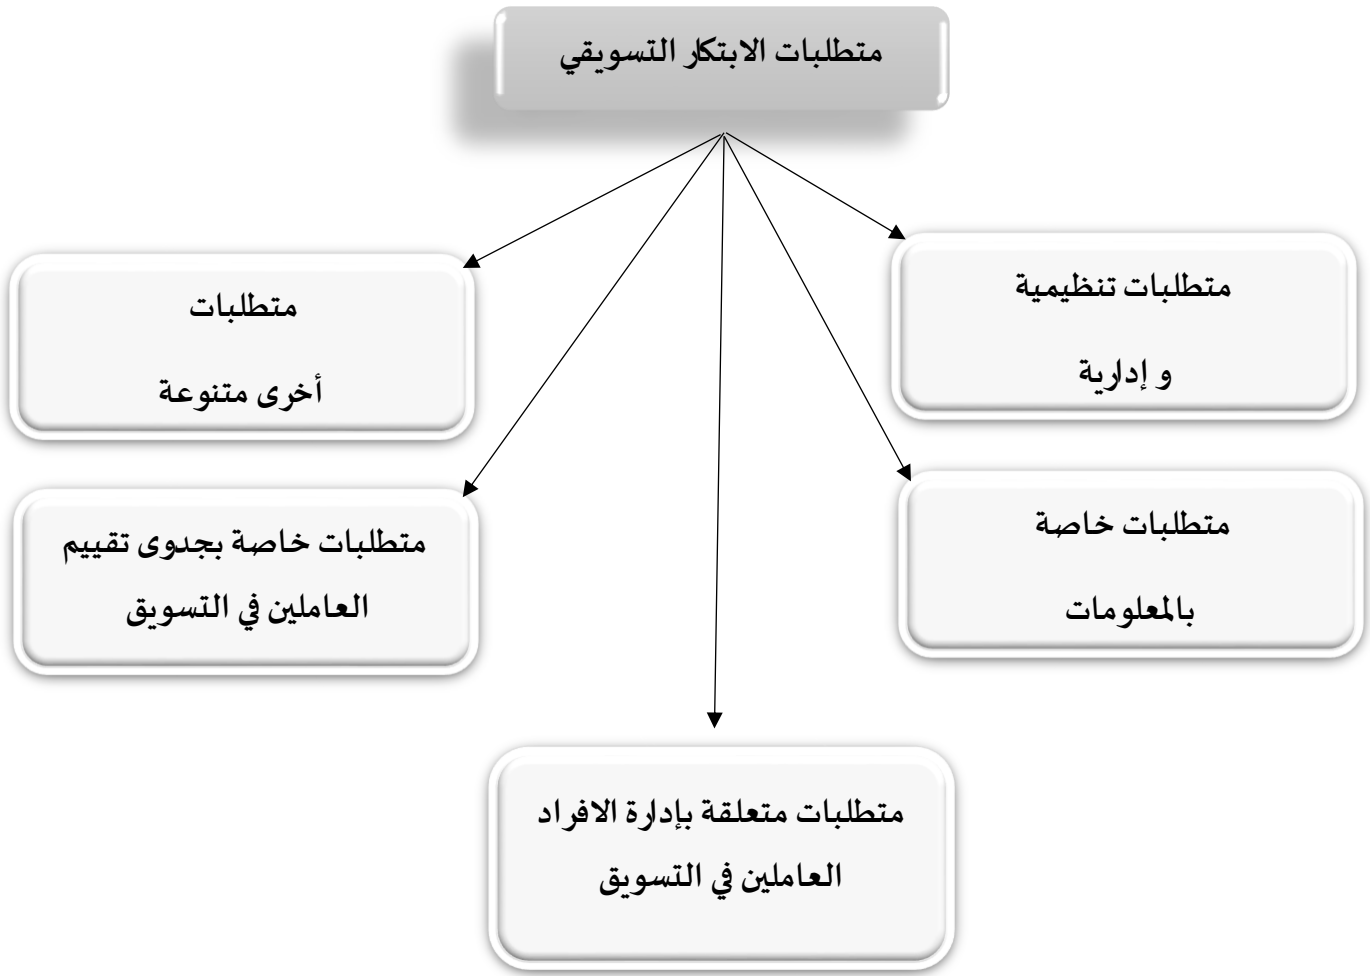 متطلبات الابتكار التسويقي
متطلبات تنظيمية
و إدارية
متطلبات خاصة
بالمعلومات
متطلبات متعلقة بإدارة الافراد
العاملين في التسويق
متطلبات خاصة بجدوى تقييم
العاملين في التسويق
متطلبات
أخرى متنوعة